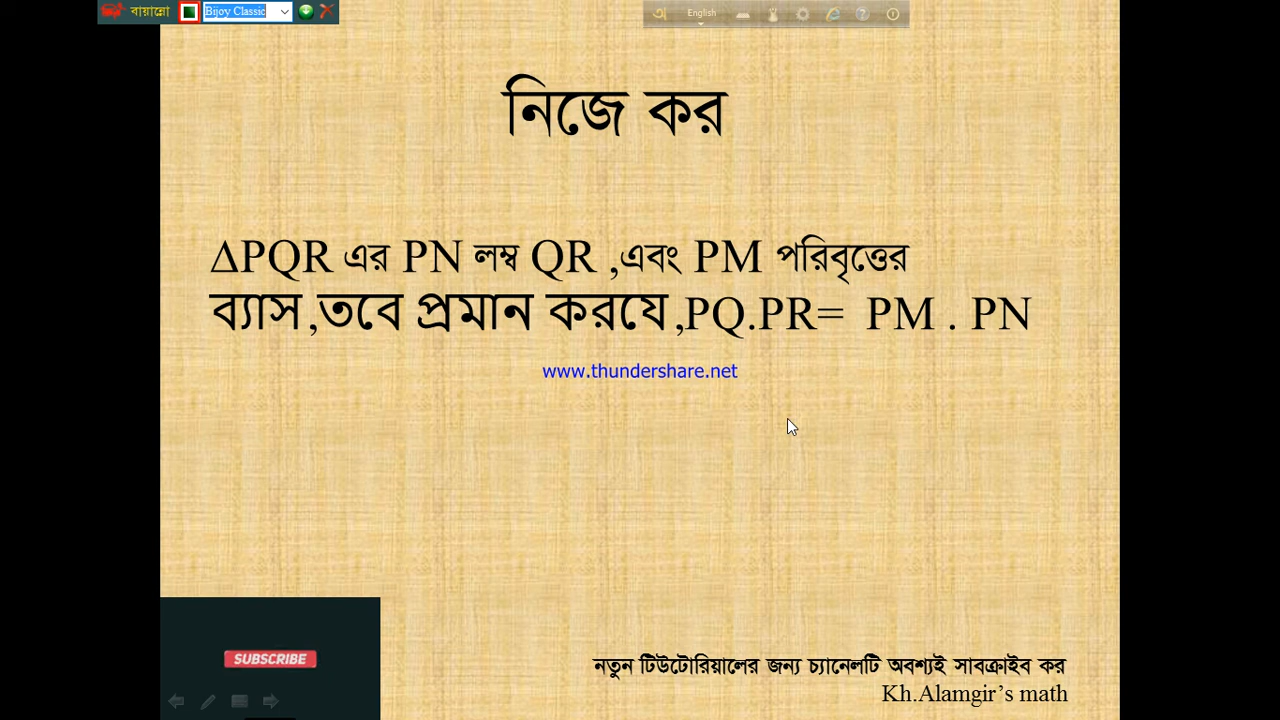 বায়ান্নো Bijoy Classic
এ English
নিজে কর
ΔPQR এর PN লম্ব QR ,এবং PM পরিবৃত্তের
ব্যাস,তবে প্রমান করযে,PQ.PR= PM . PN
www.thundershare.net
SUBSCRIBE
নতুন টিউটোরিয়ালের জন্য চ্যানেলটি অবশ্যই সাবক্রাইব কর
Kh.Alamgir’s math